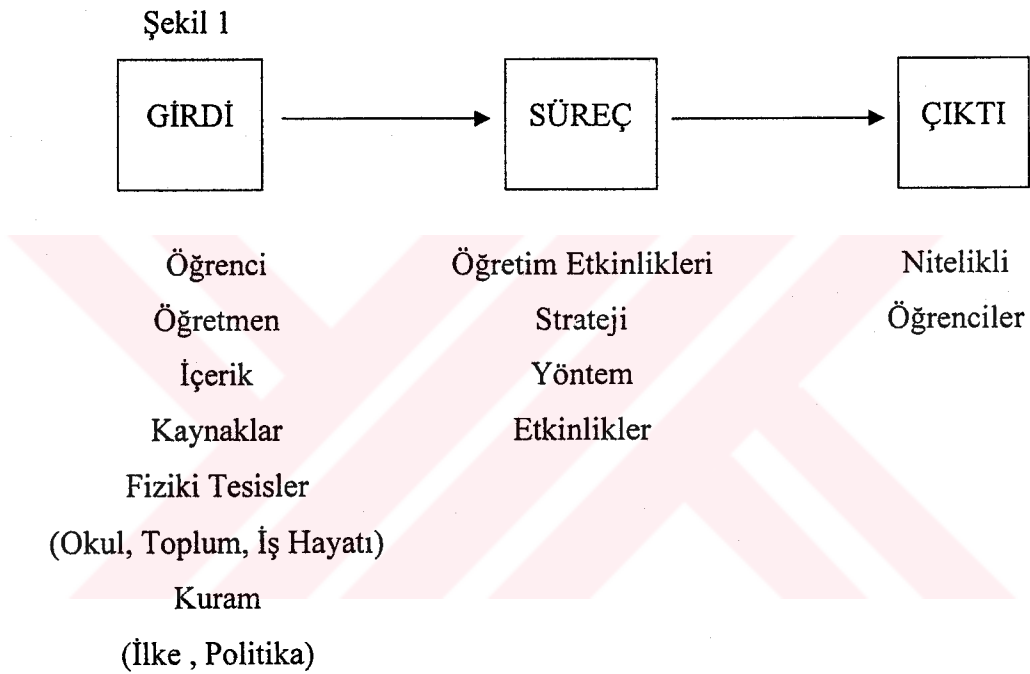 Şekil 1
GİRDİ
SÜREÇ
ÇIKTI
Öğrenci
Öğretmen
İçerik
Kaynaklar
Fiziki Tesisler
(Okul, Toplum, İş Hayatı)
Kuram
(İlke , Politika)
Öğretim Etkinlikleri
Strateji
Yöntem
Etkinlikler
Nitelikli
Öğrenciler